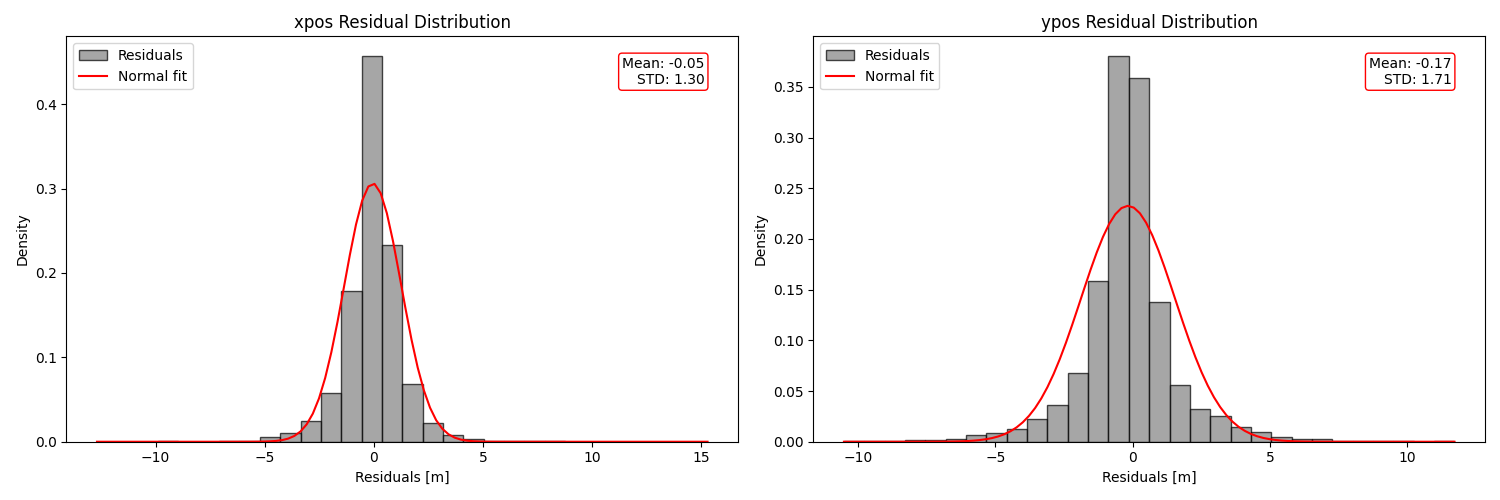 xpos Residual Distribution
Residuals
Normal fit
Mean: -0.05
STD: 1.30
0.4
0.3
0.2
0.1
0.0
Density
−10
−5
0
5
10
15
Residuals [m]
ypos Residual Distribution
Residuals
Normal fit
Mean: -0.17
STD: 1.71
0.35
0.30
0.25
0.20
0.15
0.10
0.05
0.00
Density
−10
−5
0
5
10
Residuals [m]